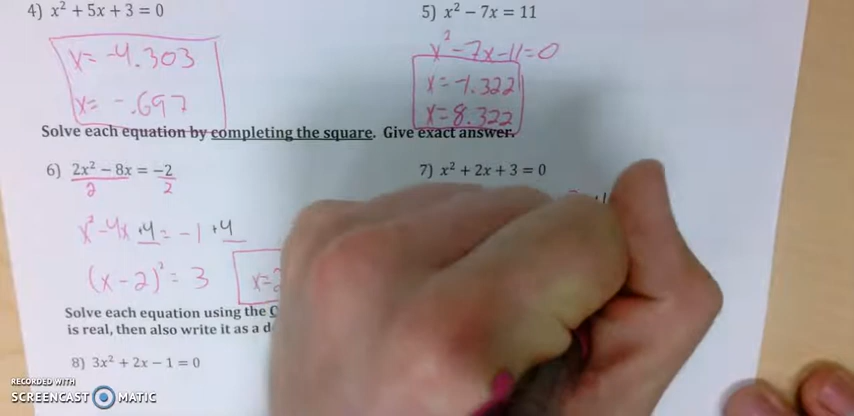 4) x² + 5x + 3 = 0
5) x² − 7x = 11
x² − 7x − 11 = 0
x = -4.303
x = -.697
x = -1.322
x = 8.322
Solve each equation by completing the square. Give exact answer.
6) 2x² − 8x = −2
2 2
7) x² + 2x + 3 = 0
x² - 4x + 4 = -1 + 4
(x - 2)² = 3
x = 2
Solve each equation using the
is real, then also write it as a d
8) 3x² + 2x − 1 = 0
RECORDED WITH
SCREENCAST MATIC